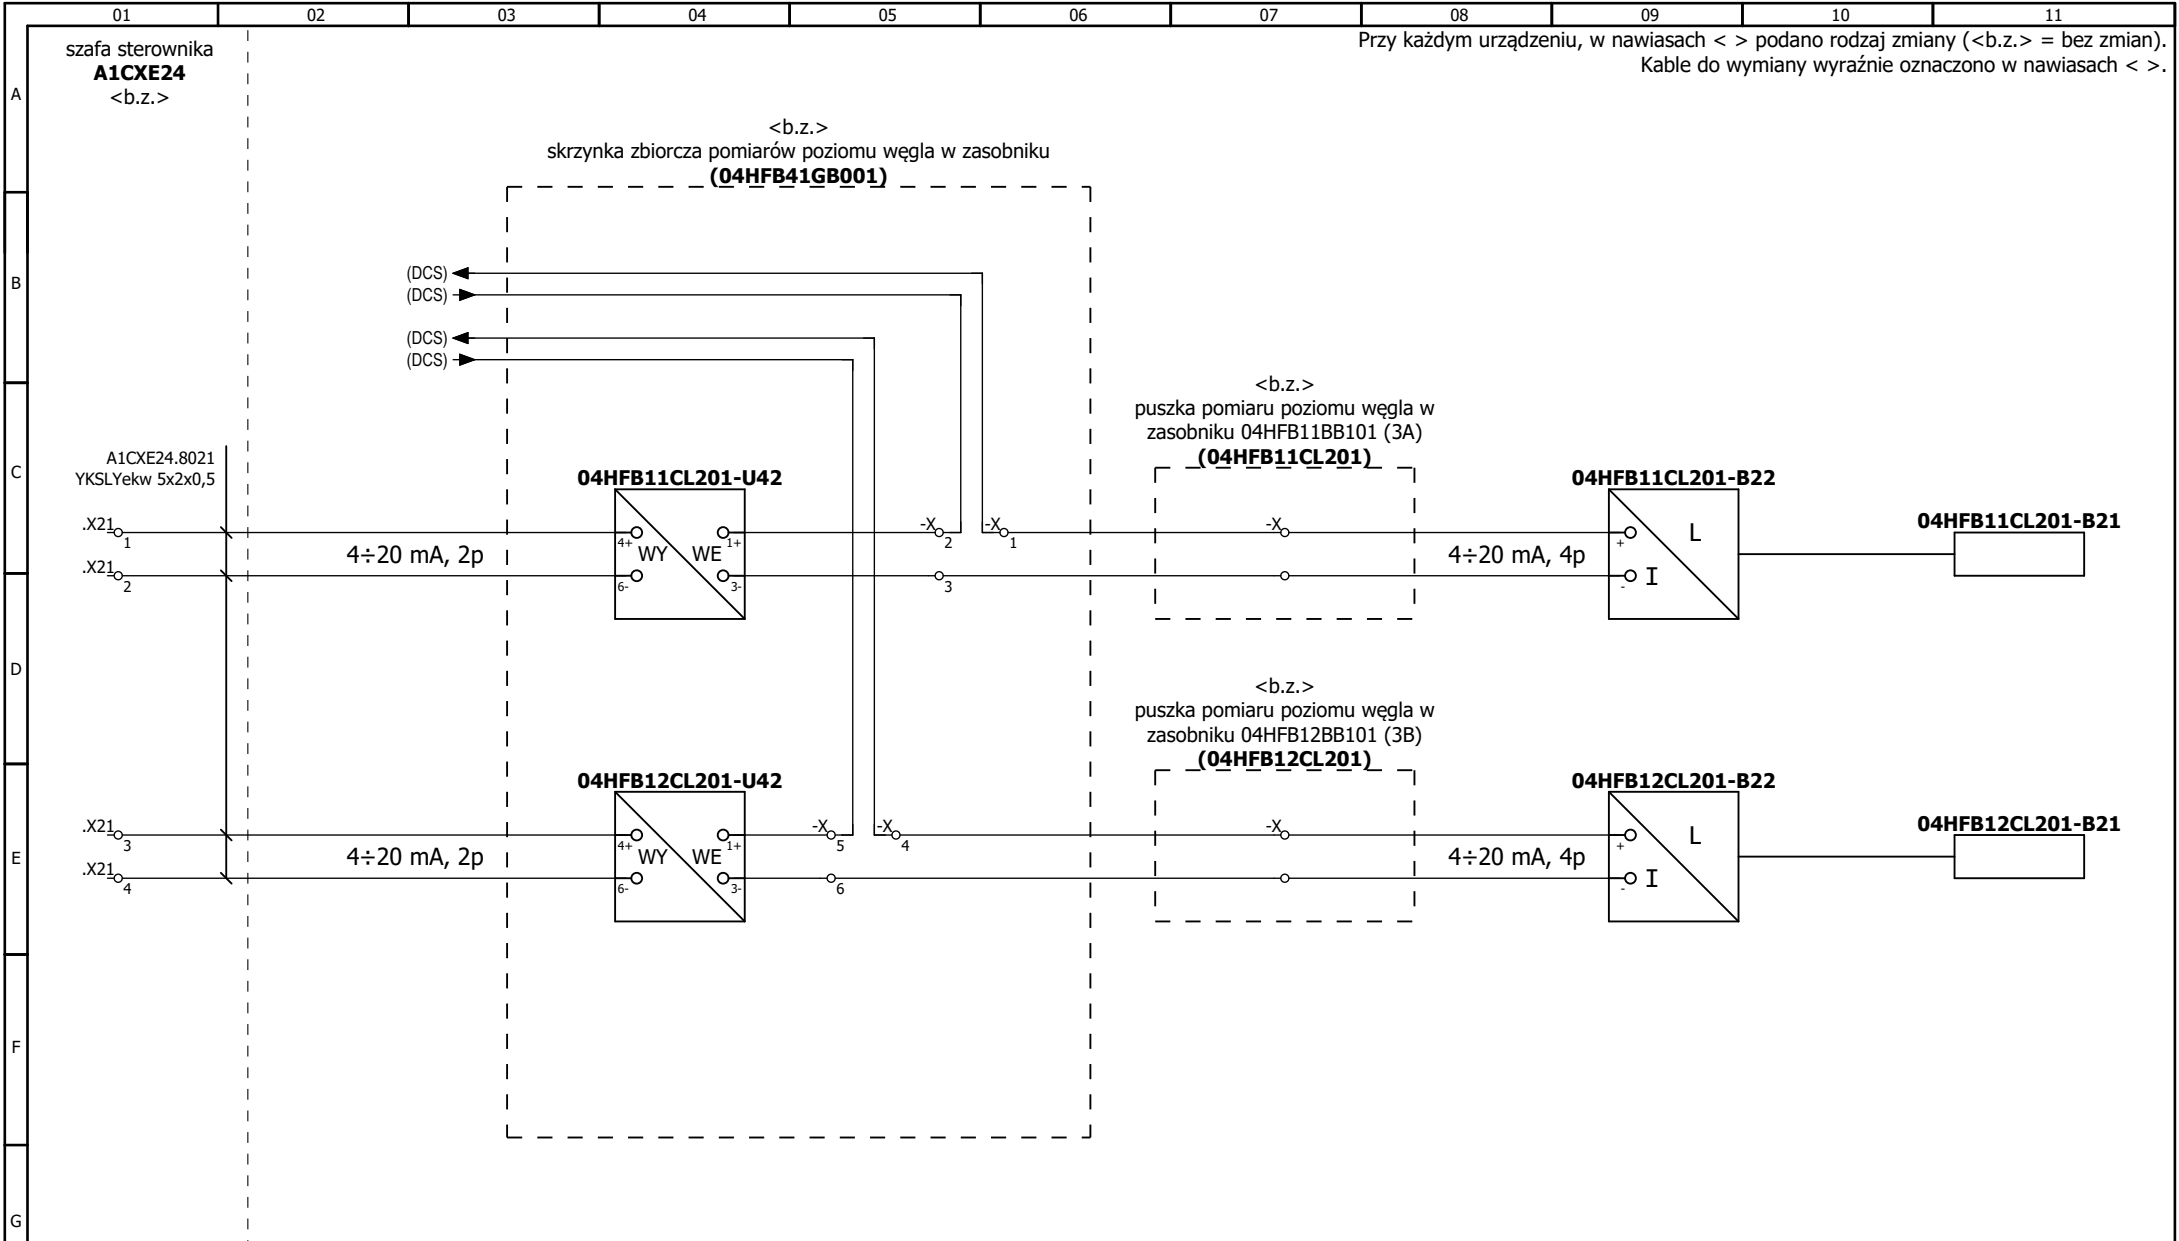 01 02 03 04 05 06 07 08 09 10 11
szafa sterownika
A1CXE24
<b.z.>
Przy każdym urządzeniu, w nawiasach < > podano rodzaj zmiany (<b.z.> = bez zmian).
Kable do wymiany wyraźnie oznaczono w nawiasach < >.
A
<b.z.>
skrzynka zbiorcza pomiarów poziomu węgla w zasobniku
(04HFB41GB001)
B
(DCS)
(DCS)
(DCS)
(DCS)
<b.z.>
puszka pomiaru poziomu węgla w
zasobniku 04HFB11BB101 (3A)
(04HFB11CL201)
C
A1CXE24.8021
YKSLYekw 5x2x0,5
04HFB11CL201-U42
04HFB11CL201-B22
04HFB11CL201-B21
.X21 -X -X -X L
1 4+ 1+ 2 1 +
4÷20 mA, 2p WY WE 4÷20 mA, 4p
.X21 I
2 6- 3- 3 -
D
<b.z.>
puszka pomiaru poziomu węgla w
zasobniku 04HFB12BB101 (3B)
(04HFB12CL201)
04HFB12CL201-U42
04HFB12CL201-B22
04HFB12CL201-B21
.X21 -X -X -X L
3 4+ 1+ 5 4 +
E
4÷20 mA, 2p WY WE 4÷20 mA, 4p
.X21 I
4 6- 3- 6 -
F
G